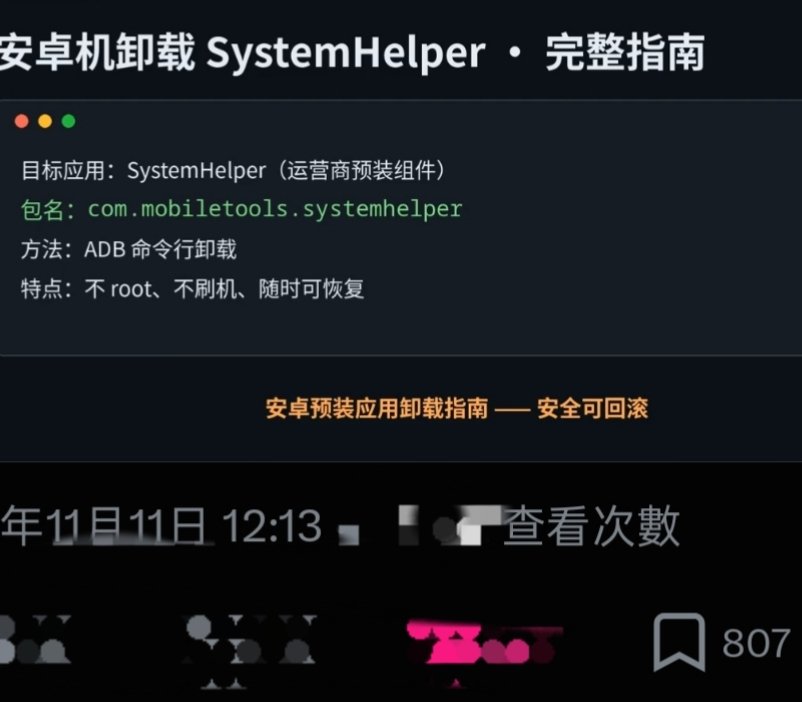 安卓机卸载 SystemHelper · 完整指南
目标应用：SystemHelper（运营商预装组件）
包名：com.mobiletools.systemhelper
方法：ADB 命令行卸载
特点：不 root、不刷机、随时可恢复
安卓预装应用卸载指南 —— 安全可回滚
年11月11日 12:13
查看次數
807